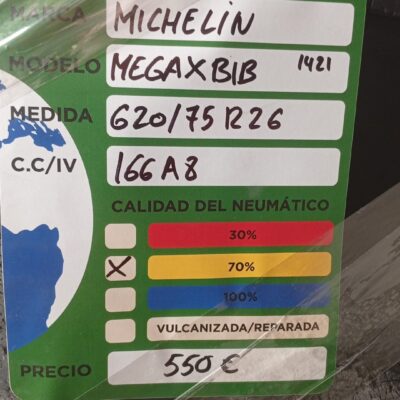 MARCA MICHELIN
MODELO MEGAXBIB 1421
MEDIDA 620/75 R26
C.C/IV 166 A8
CALIDAD DEL NEUMÁTICO
30%
X 70%
100%
VULCANIZADA/REPARADA
PRECIO 550 €